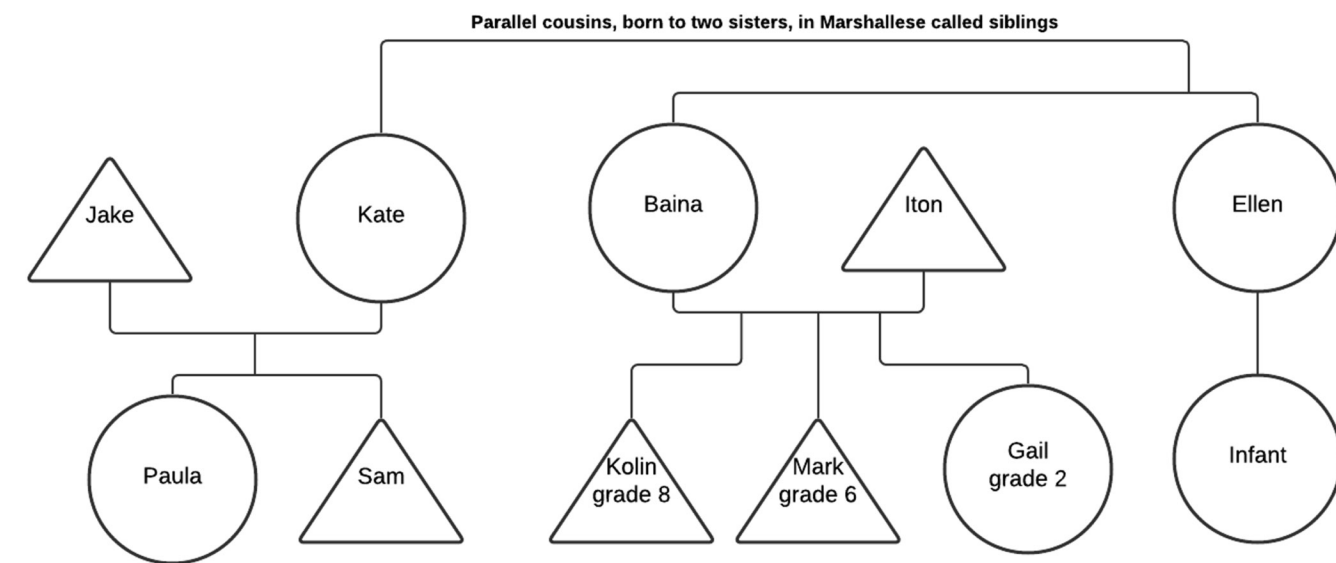 Parallel cousins, born to two sisters, in Marshallese called siblings
Jake
Kate
Baina
Iton
Ellen
Paula
Sam
Kolin
grade 8
Mark
grade 6
Gail
grade 2
Infant